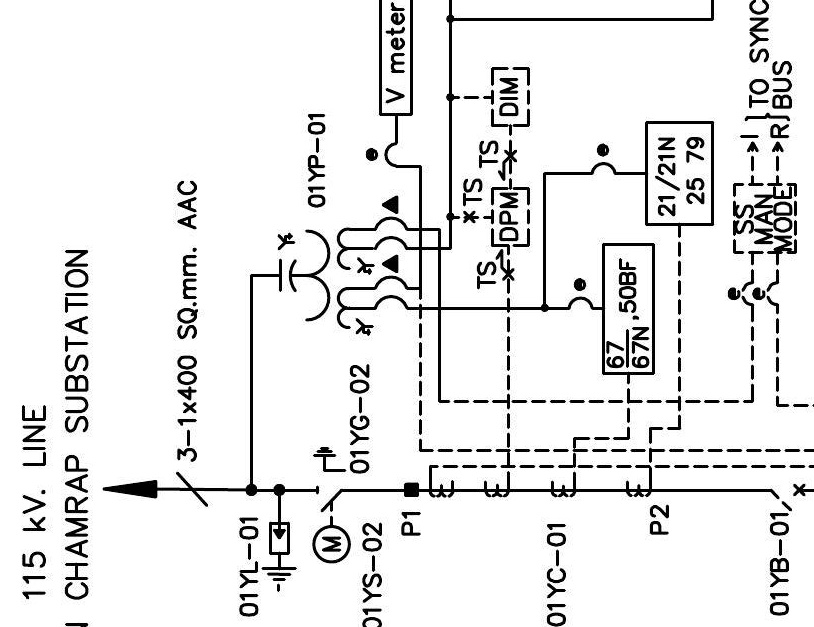 115 kV. LINE
CHAMRAP SUBSTATION
3-1x400 SQ.mm. AAC
01YL-01
M
01YS-02
01YG-02
01YP-01
V meter
P1
01YC-01
P2
01YB-01
TS
TS
TS
DPM
DIM
67
67N ,50BF
21/21N
25 79
SS
MAN
MODE
I
R
TO SYNC
BUS